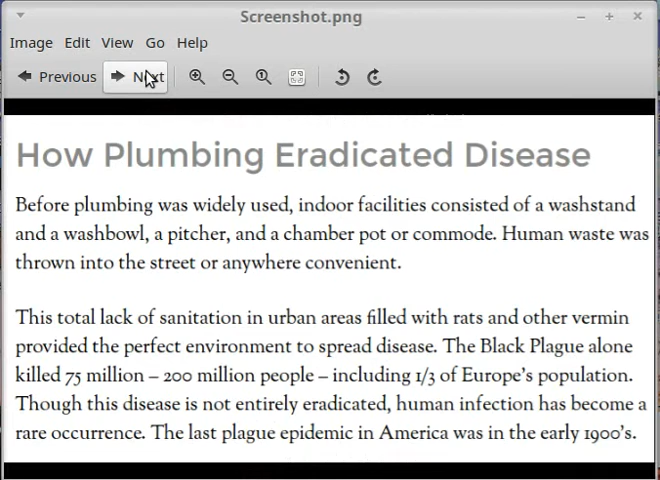 Screenshot.png
Image Edit View Go Help
Previous Next
How Plumbing Eradicated Disease
Before plumbing was widely used, indoor facilities consisted of a washstand
and a washbowl, a pitcher, and a chamber pot or commode. Human waste was
thrown into the street or anywhere convenient.
This total lack of sanitation in urban areas filled with rats and other vermin
provided the perfect environment to spread disease. The Black Plague alone
killed 75 million – 200 million people – including 1/3 of Europe's population.
Though this disease is not entirely eradicated, human infection has become a
rare occurrence. The last plague epidemic in America was in the early 1900's.